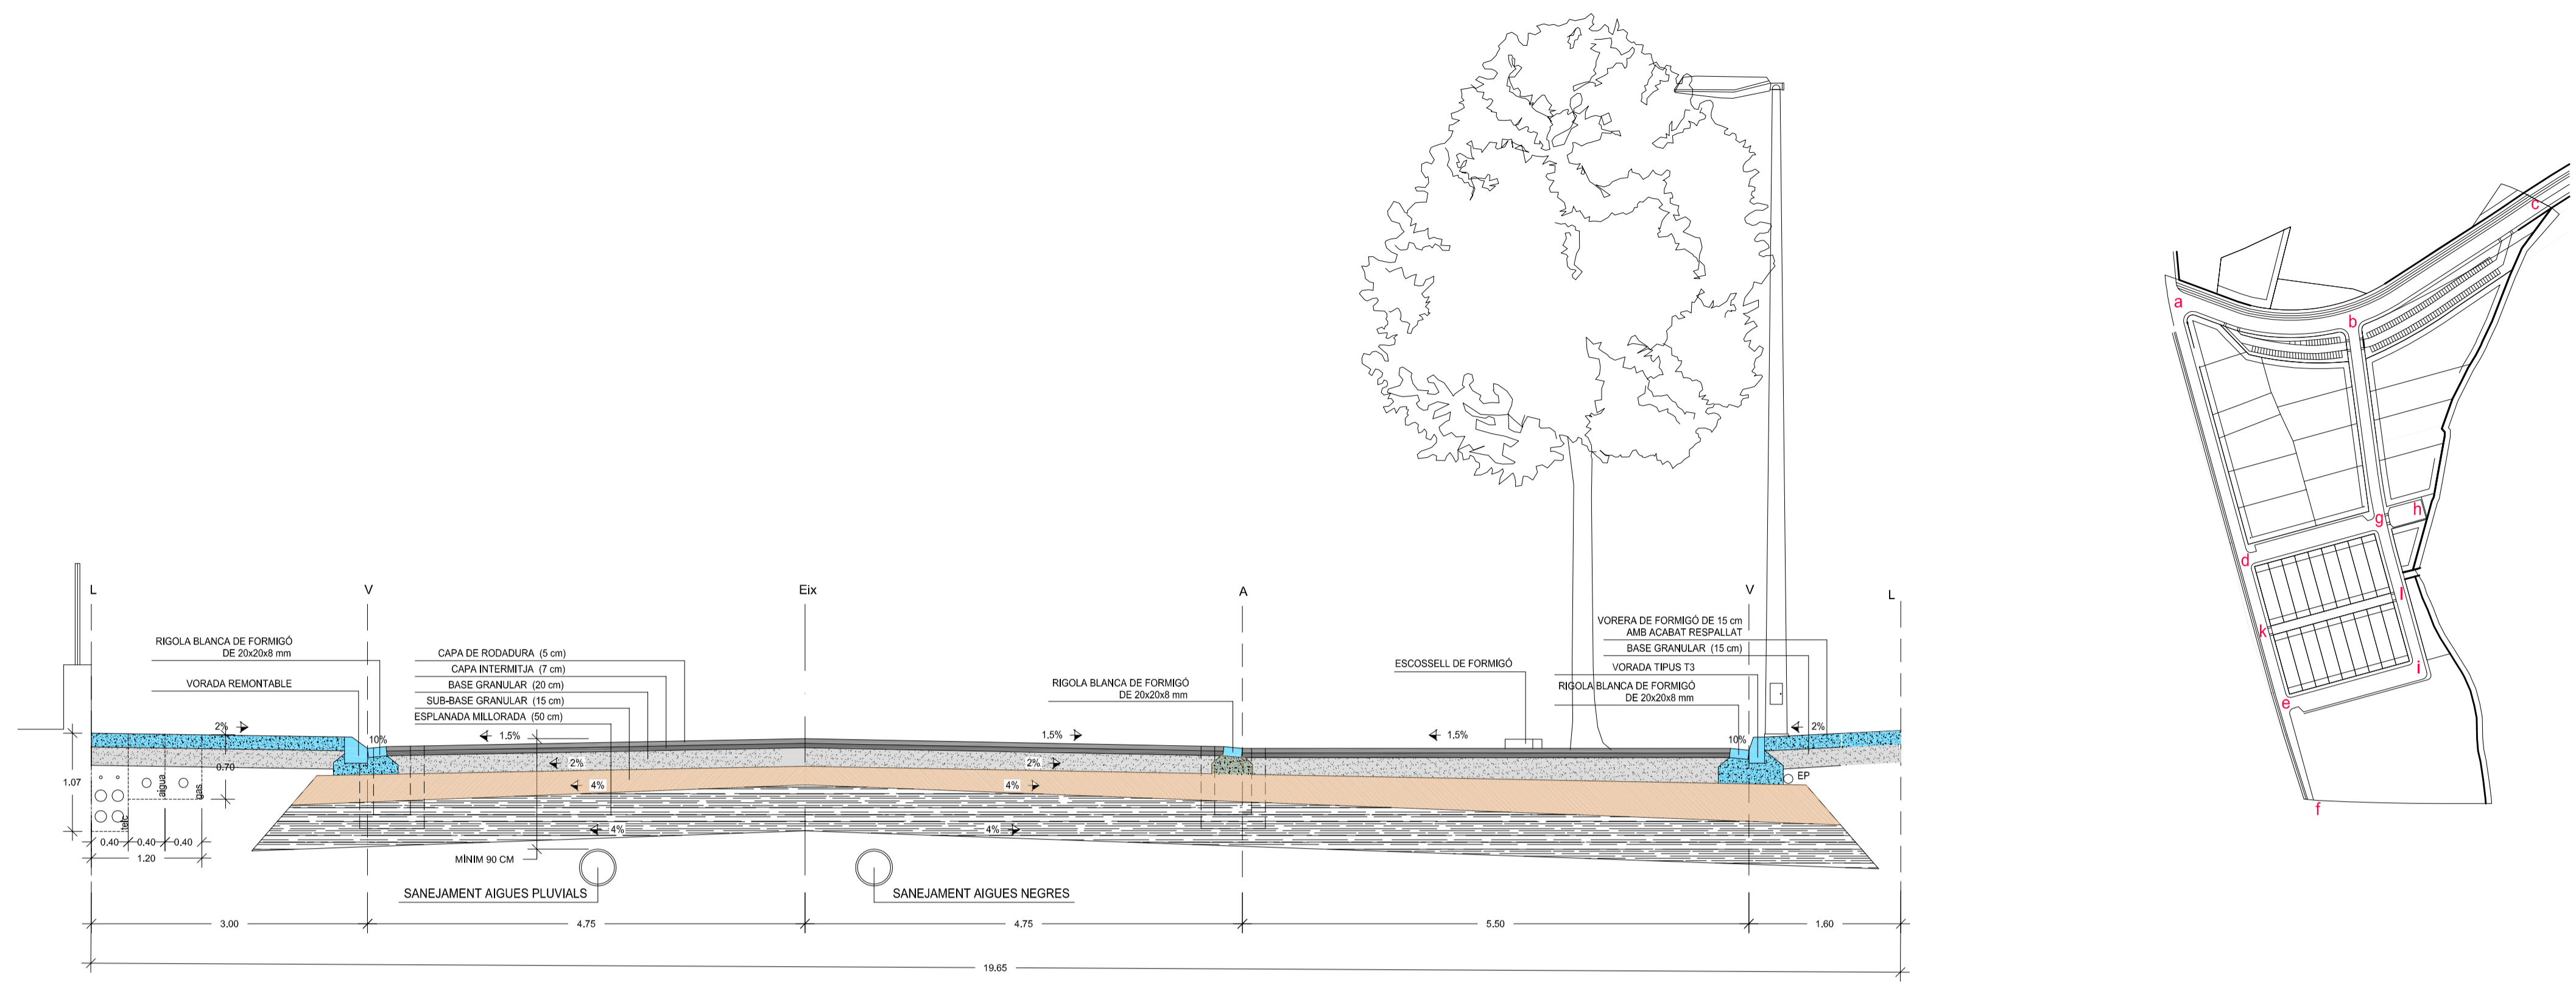 c
a
b
h
g
d
l
k
i
e
f
L
V
Eix
A
V
L
RIGOLA BLANCA DE FORMIGÓ
DE 20x20x8 mm
VORADA REMONTABLE
CAPA DE RODADURA (5 cm)
CAPA INTERMITJA (7 cm)
BASE GRANULAR (20 cm)
SUB-BASE GRANULAR (15 cm)
ESPLANADA MILLORADA (50 cm)
RIGOLA BLANCA DE FORMIGÓ
DE 20x20x8 mm
ESCOSSELL DE FORMIGÓ
VORERA DE FORMIGÓ DE 15 cm
AMB ACABAT RESPALLAT
BASE GRANULAR (15 cm)
VORADA TIPUS T3
RIGOLA BLANCA DE FORMIGÓ
DE 20x20x8 mm
2%
10%
1.5%
1.5%
1.5%
10%
2%
2%
2%
4%
4%
4%
4%
EP
1.07
0.70
aigua
gas
telc
0.40
0.40
0.40
1.20
MÍNIM 90 CM
SANEJAMENT AIGUES PLUVIALS
SANEJAMENT AIGUES NEGRES
3.00
4.75
4.75
5.50
1.60
19.65